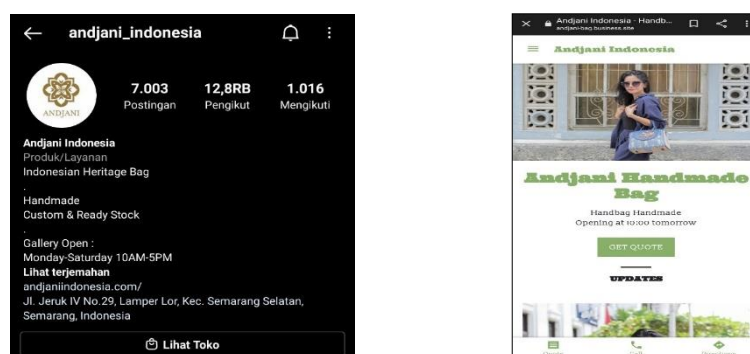 andjani_indonesia
7.003 12,8RB 1.016
Postingan Pengikut Mengikuti
ANDJANI
Andjani Indonesia
Produk/Layanan
Indonesian Heritage Bag
.
Handmade
Custom & Ready Stock
.
Gallery Open :
Monday-Saturday 10AM-5PM
Lihat terjemahan
andjaniindonesia.com/
Jl. Jeruk IV No.29, Lamper Lor, Kec. Semarang Selatan,
Semarang, Indonesia
Lihat Toko
Andjani Indonesia - Handb...
andjani-bag.business.site
Andjani Indonesia
Andjani Handmade
Bag
Handbag Handmade
Opening at 10:00 tomorrow
GET QUOTE
UPDATES
Call